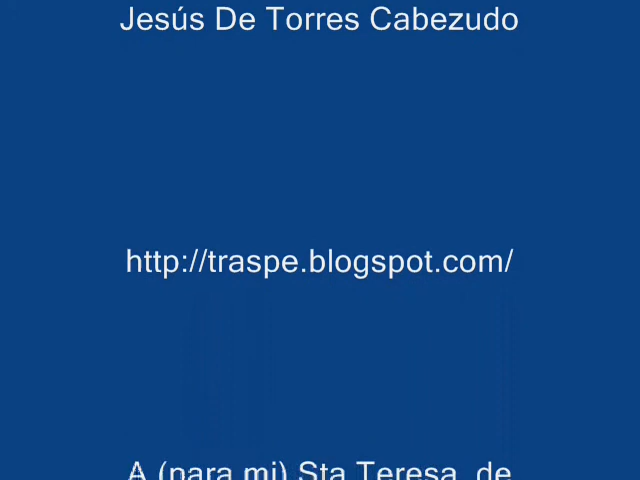 Jesús De Torres Cabezudo
http://traspe.blogspot.com/
A (para mi) Sta Teresa, de